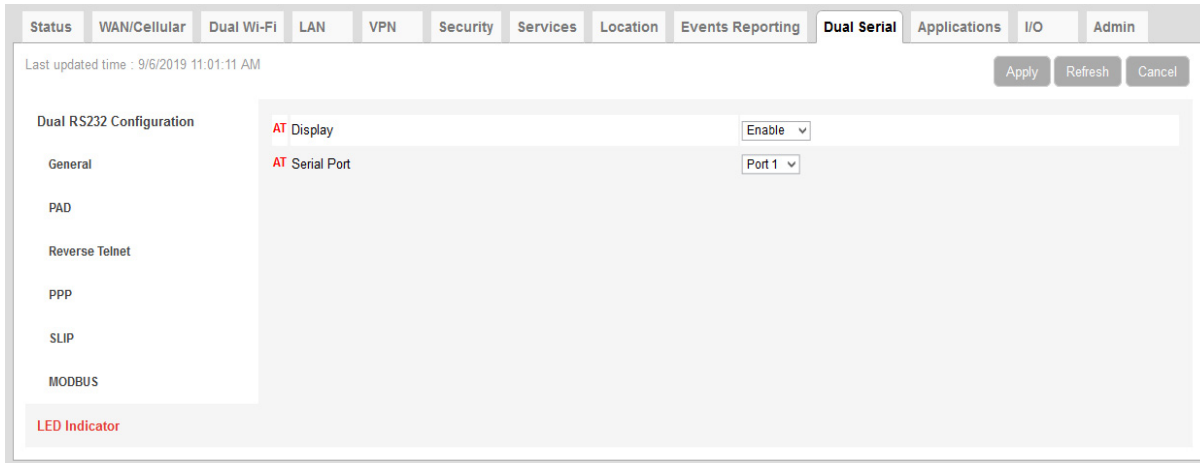 Status WAN/Cellular Dual Wi-Fi LAN VPN Security Services Location Events Reporting Dual Serial Applications I/O Admin
Last updated time : 9/6/2019 11:01:11 AM
Apply Refresh Cancel
Dual RS232 Configuration
AT Display Enable
General
AT Serial Port Port 1
PAD
Reverse Telnet
PPP
SLIP
MODBUS
LED Indicator